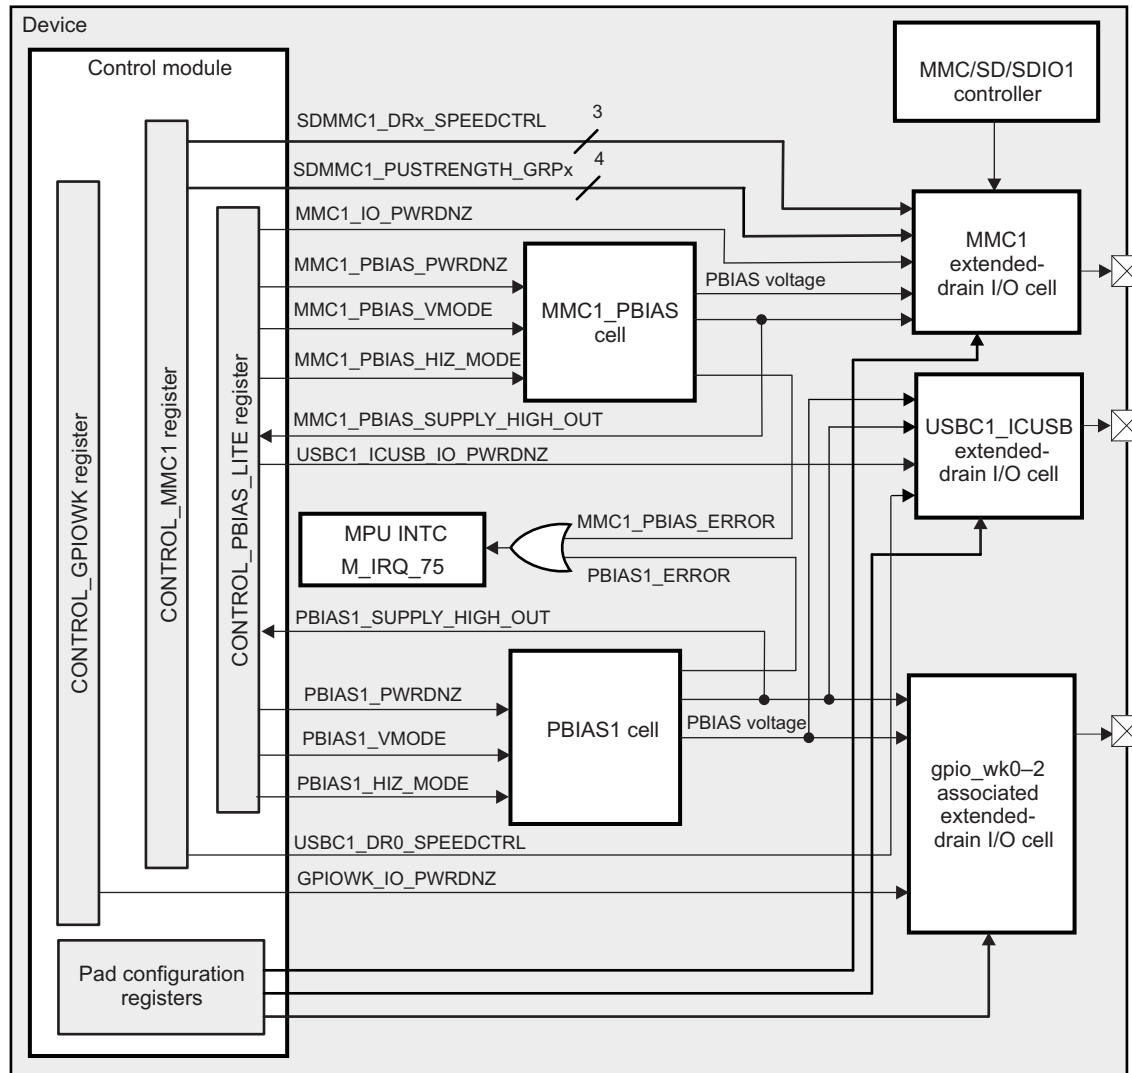 Device
Control module
MMC/SD/SDIO1
controller
SDMMC1_DRx_SPEEDCTRL
3
SDMMC1_PUSTRENGTH_GRPx
4
MMC1_IO_PWRDNZ
MMC1
extended-
drain I/O cell
MMC1_PBIAS_PWRDNZ
MMC1_PBIAS_VMODE
MMC1_PBIAS_HIZ_MODE
MMC1_PBIAS
cell
PBIAS voltage
MMC1_PBIAS_SUPPLY_HIGH_OUT
USBC1_ICUSB_IO_PWRDNZ
USBC1_ICUSB
extended-
drain I/O cell
CONTROL_GPIOWK register
CONTROL_MMC1 register
CONTROL_PBIAS_LITE register
MPU INTC
M_IRQ_75
MMC1_PBIAS_ERROR
PBIAS1_ERROR
PBIAS1_SUPPLY_HIGH_OUT
PBIAS1_PWRDNZ
PBIAS1_VMODE
PBIAS1_HIZ_MODE
PBIAS1 cell
PBIAS voltage
gpio_wk0–2
associated
extended-
drain I/O cell
USBC1_DR0_SPEEDCTRL
GPIOWK_IO_PWRDNZ
Pad configuration
registers